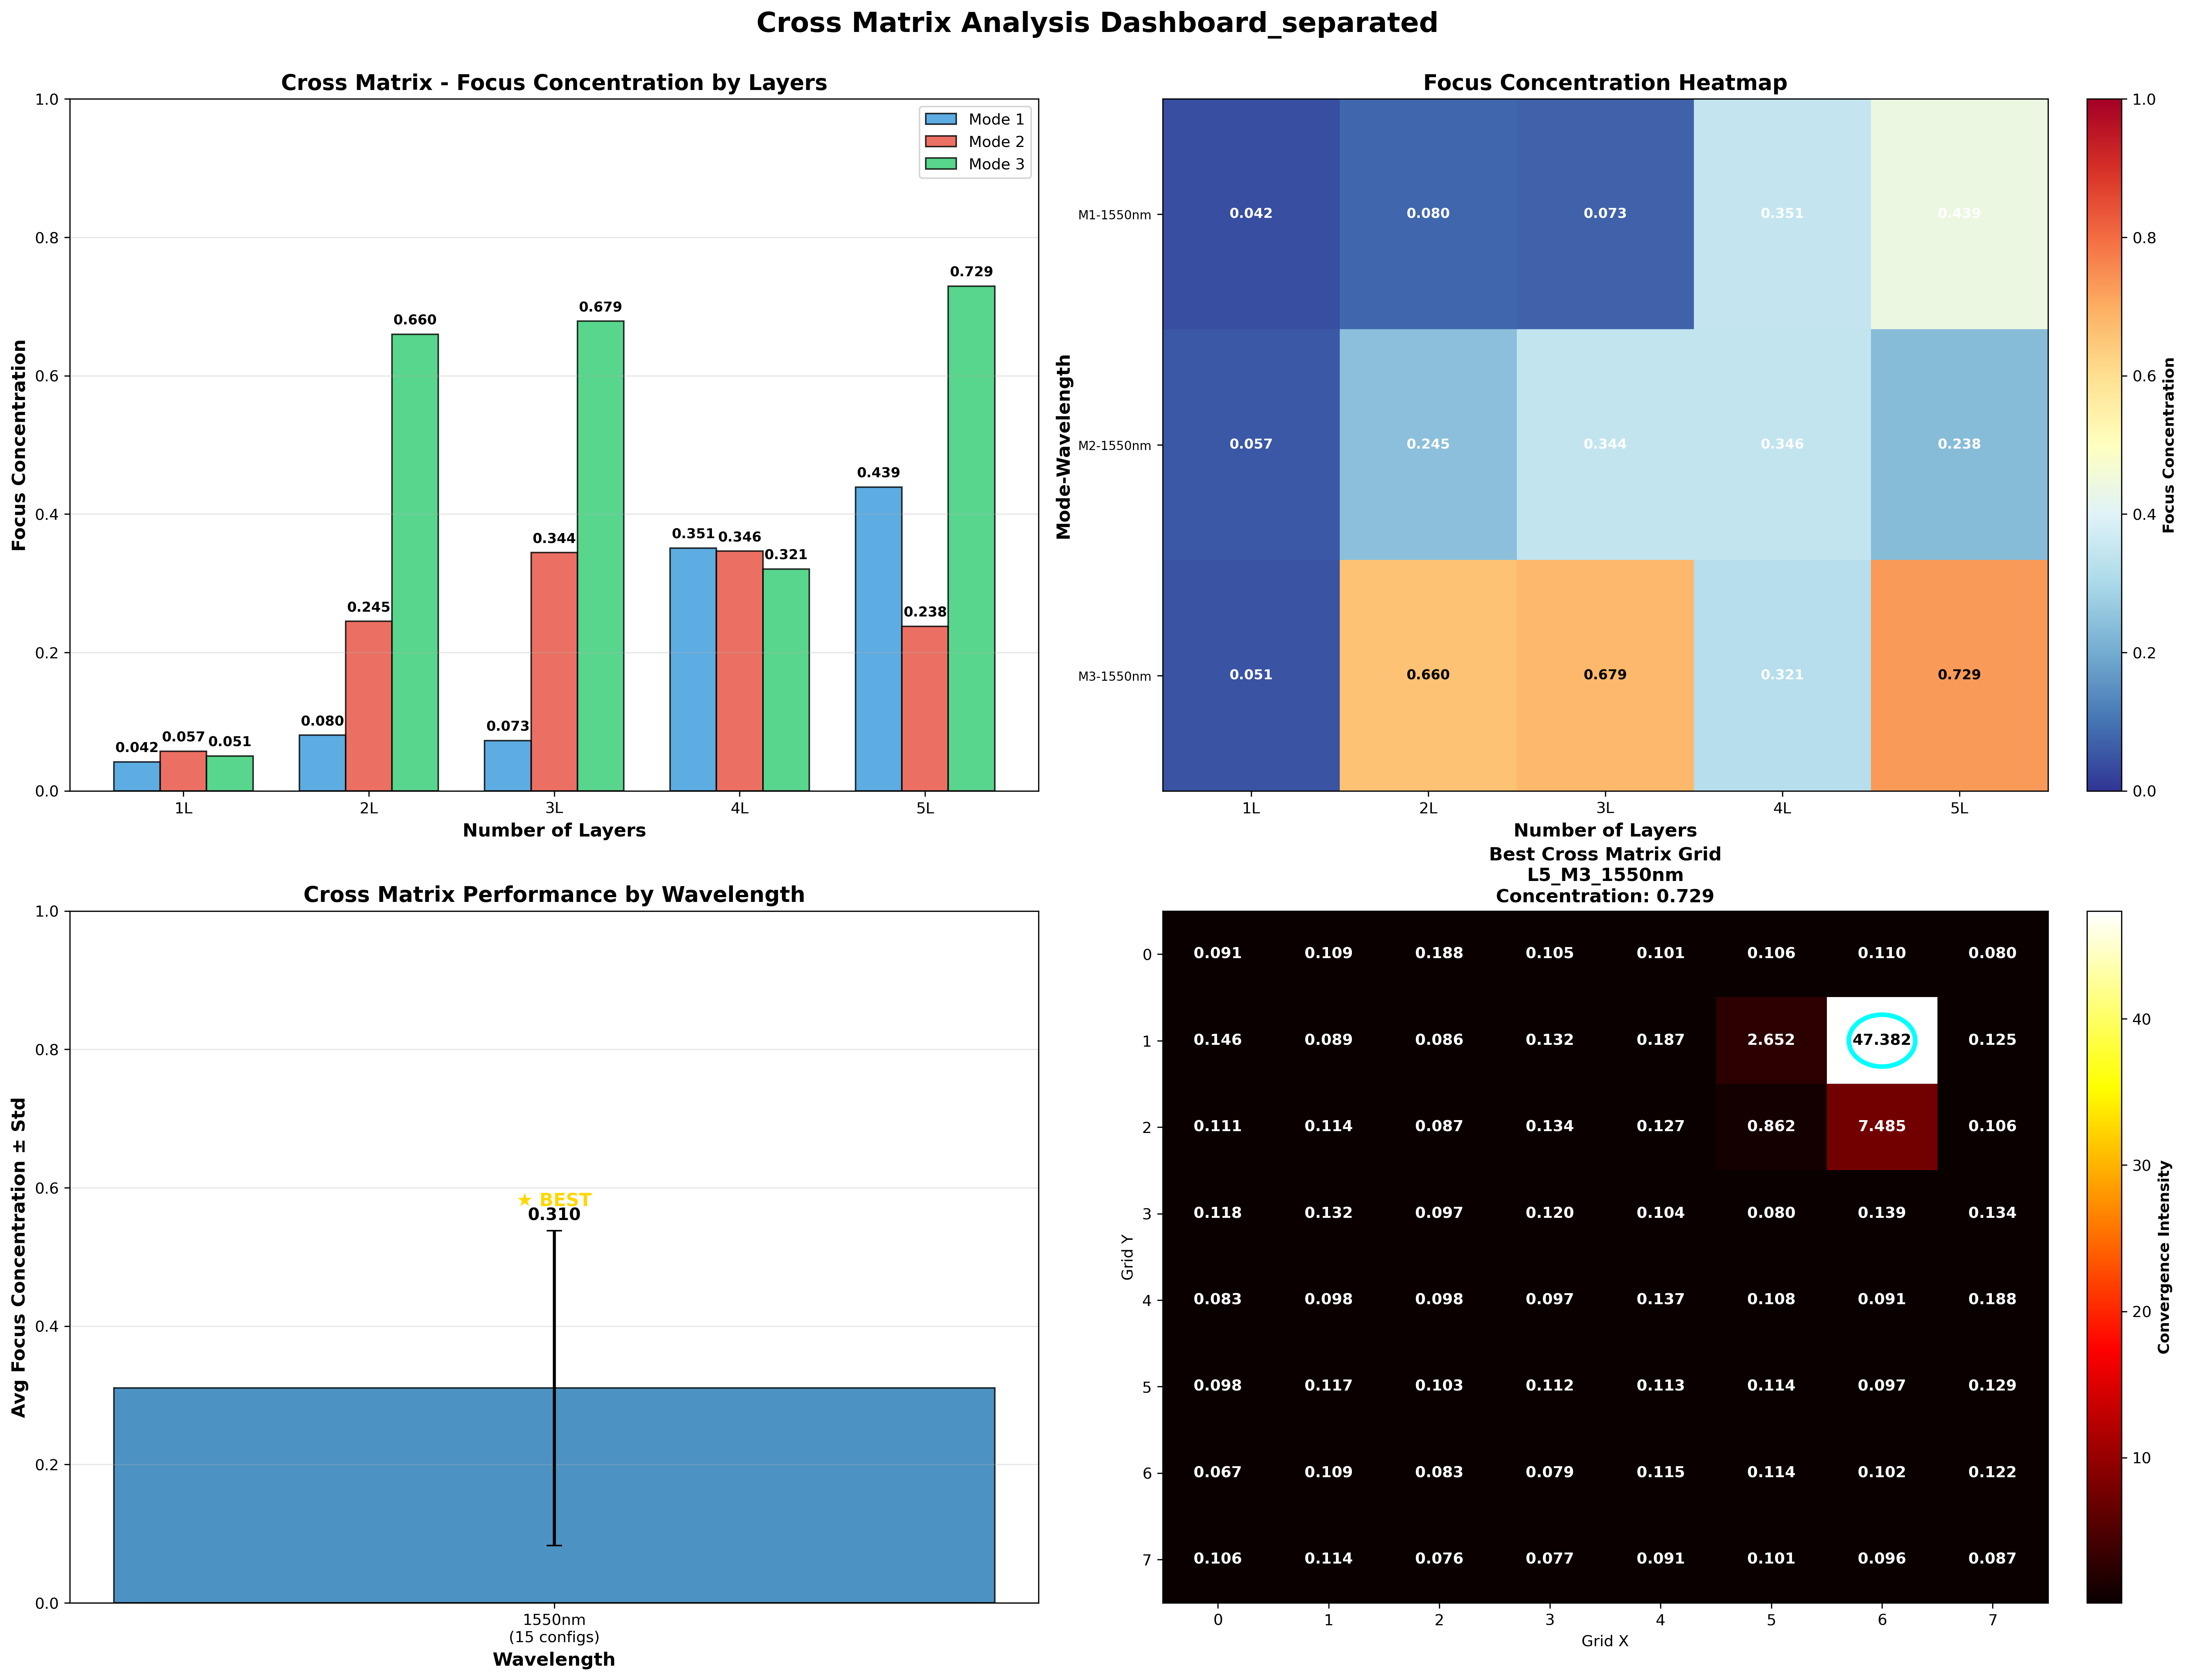 Cross Matrix Analysis Dashboard_separated
Cross Matrix - Focus Concentration by Layers
Mode 1
Mode 2
Mode 3
Focus Concentration
1.0
0.8
0.6
0.4
0.2
0.0
0.042 0.057 0.051
0.080 0.245 0.660
0.073 0.344 0.679
0.351 0.346 0.321
0.439 0.238 0.729
1L 2L 3L 4L 5L
Number of Layers
Focus Concentration Heatmap
Mode-Wavelength
M1-1550nm 0.042 0.080 0.073 0.351 0.439
M2-1550nm 0.057 0.245 0.344 0.346 0.238
M3-1550nm 0.051 0.660 0.679 0.321 0.729
1L 2L 3L 4L 5L
Number of Layers
1.0
0.8
0.6
0.4
0.2
0.0
Focus Concentration
Cross Matrix Performance by Wavelength
Avg Focus Concentration ± Std
1.0
0.8
0.6
0.4
0.2
0.0
★ BEST
0.310
1550nm
(15 configs)
Wavelength
Best Cross Matrix Grid
L5_M3_1550nm
Concentration: 0.729
Grid Y
0 0.091 0.109 0.188 0.105 0.101 0.106 0.110 0.080
1 0.146 0.089 0.086 0.132 0.187 2.652 47.382 0.125
2 0.111 0.114 0.087 0.134 0.127 0.862 7.485 0.106
3 0.118 0.132 0.097 0.120 0.104 0.080 0.139 0.134
4 0.083 0.098 0.098 0.097 0.137 0.108 0.091 0.188
5 0.098 0.117 0.103 0.112 0.113 0.114 0.097 0.129
6 0.067 0.109 0.083 0.079 0.115 0.114 0.102 0.122
7 0.106 0.114 0.076 0.077 0.091 0.101 0.096 0.087
0 1 2 3 4 5 6 7
Grid X
40
30
20
10
Convergence Intensity